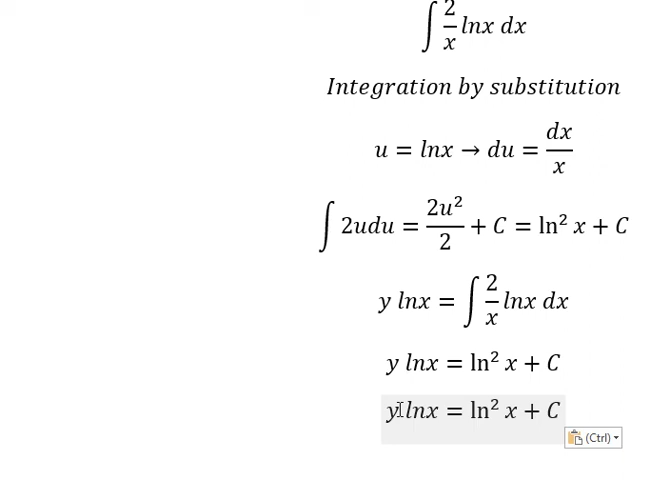 ∫ 2/x lnx dx
Integration by substitution
u = lnx → du = dx/x
∫ 2udu = 2u²/2 + C = ln² x + C
y lnx = ∫ 2/x lnx dx
y lnx = ln² x + C
y lnx = ln² x + C
(Ctrl)